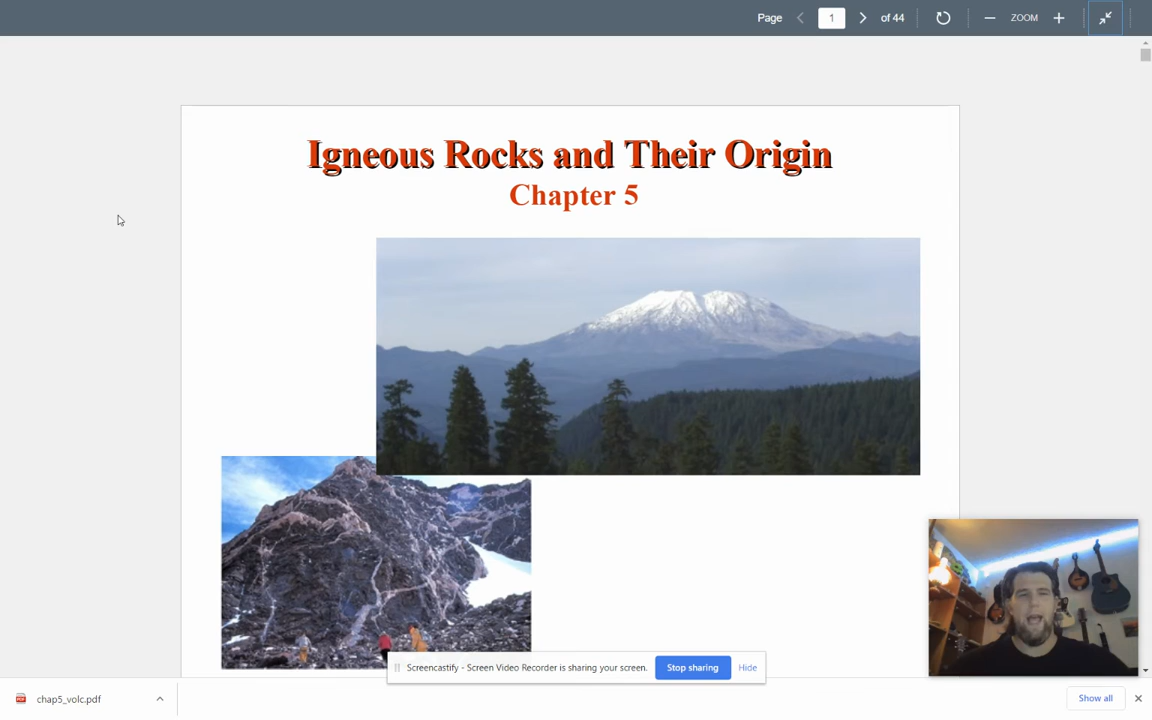 Page 1 of 44 ZOOM
Igneous Rocks and Their Origin
Chapter 5
Screencastify - Screen Video Recorder is sharing your screen. Stop sharing Hide
chap5_volc.pdf Show all